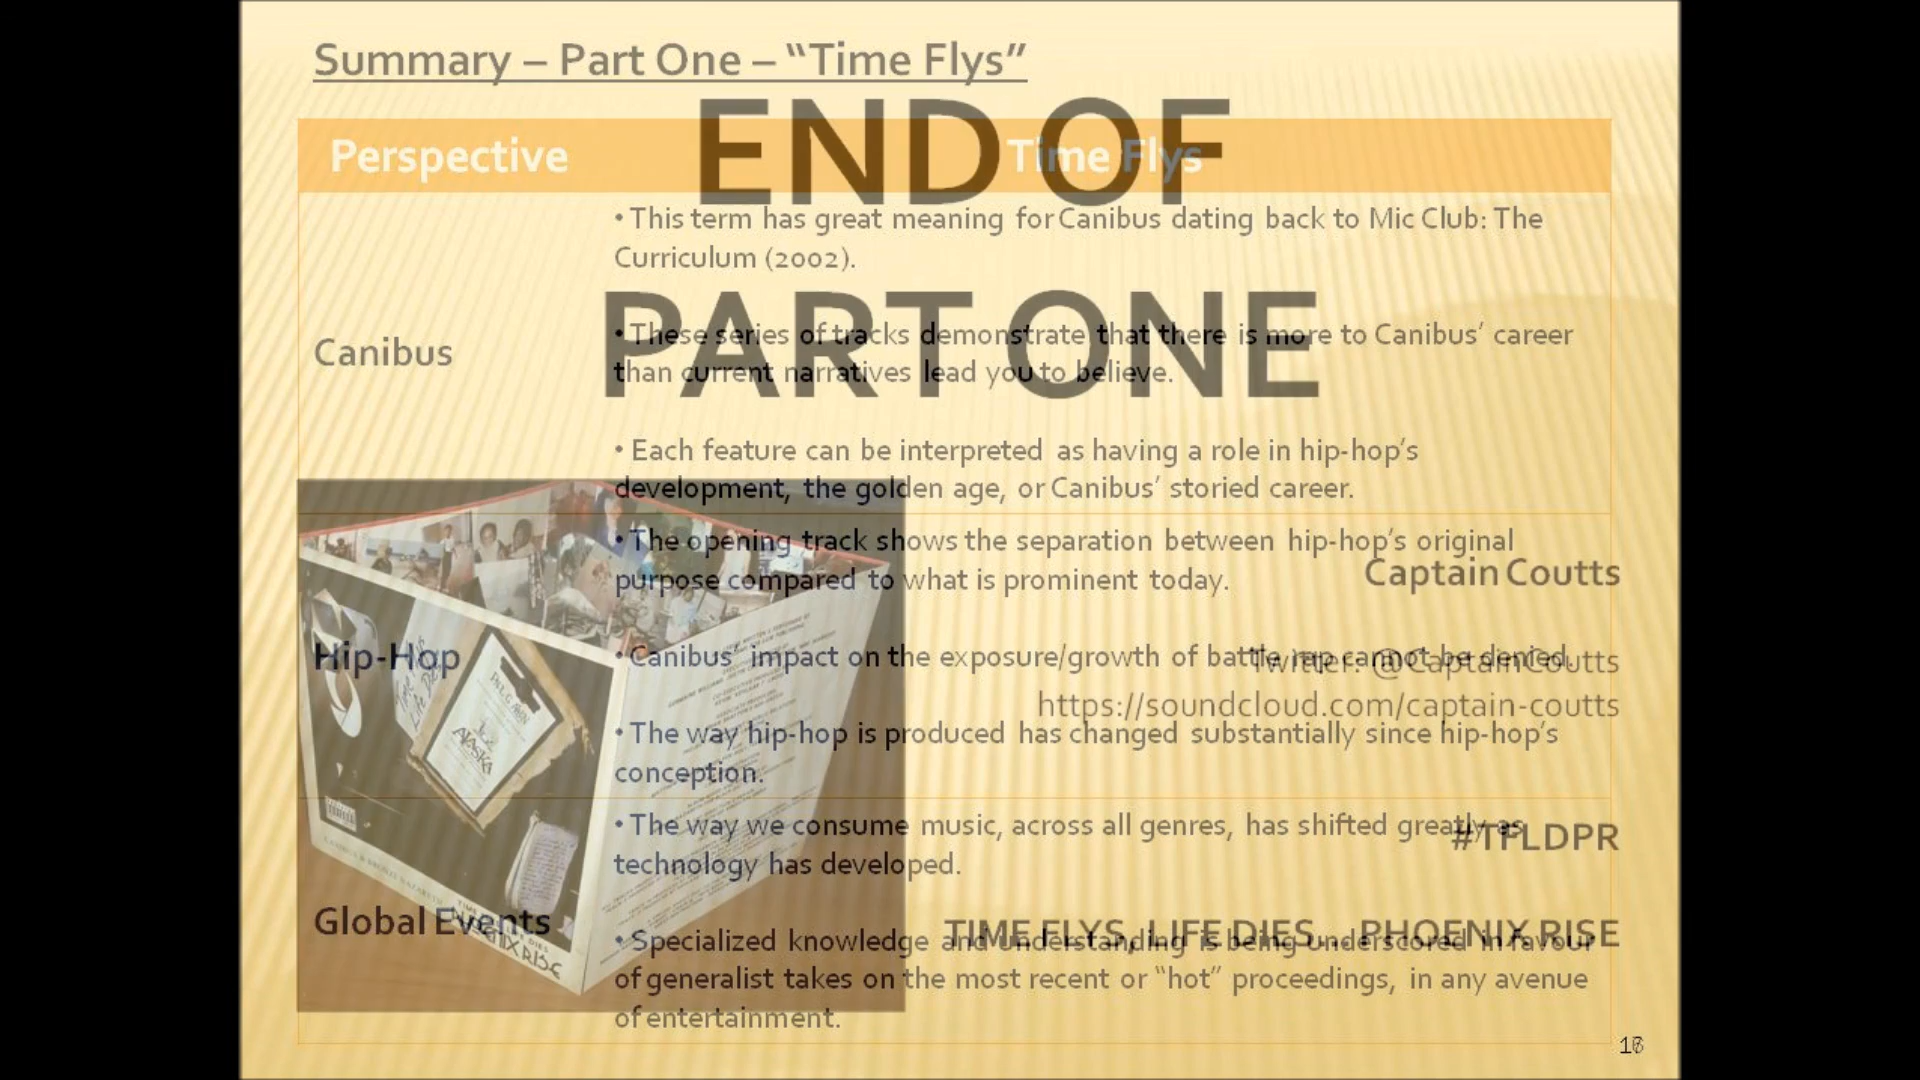 Summary – Part One – “Time Flys”
END OF
PART ONE
Perspective
Time Flys
Canibus
• This term has great meaning for Canibus dating back to Mic Club: The
Curriculum (2002).
• These series of tracks demonstrate that there is more to Canibus’ career
than current narratives lead you to believe.
• Each feature can be interpreted as having a role in hip-hop’s
development, the golden age, or Canibus’ storied career.
Hip-Hop
• The opening track shows the separation between hip-hop’s original
purpose compared to what is prominent today.
• Canibus’ impact on the exposure/growth of battle rap cannot be denied.
• The way hip-hop is produced has changed substantially since hip-hop’s
conception.
Global Events
• The way we consume music, across all genres, has shifted greatly as
technology has developed.
• Specialized knowledge and understanding is being underscored in favour
of generalist takes on the most recent or “hot” proceedings, in any avenue
of entertainment.
Captain Coutts
Twitter: @CaptainCoutts
https://soundcloud.com/captain-coutts
#TFLDPR
TIME FLYS, LIFE DIES... PHOENIX RISE
Time Flys
Life Dies
ALASKA
PHOENIX RISE